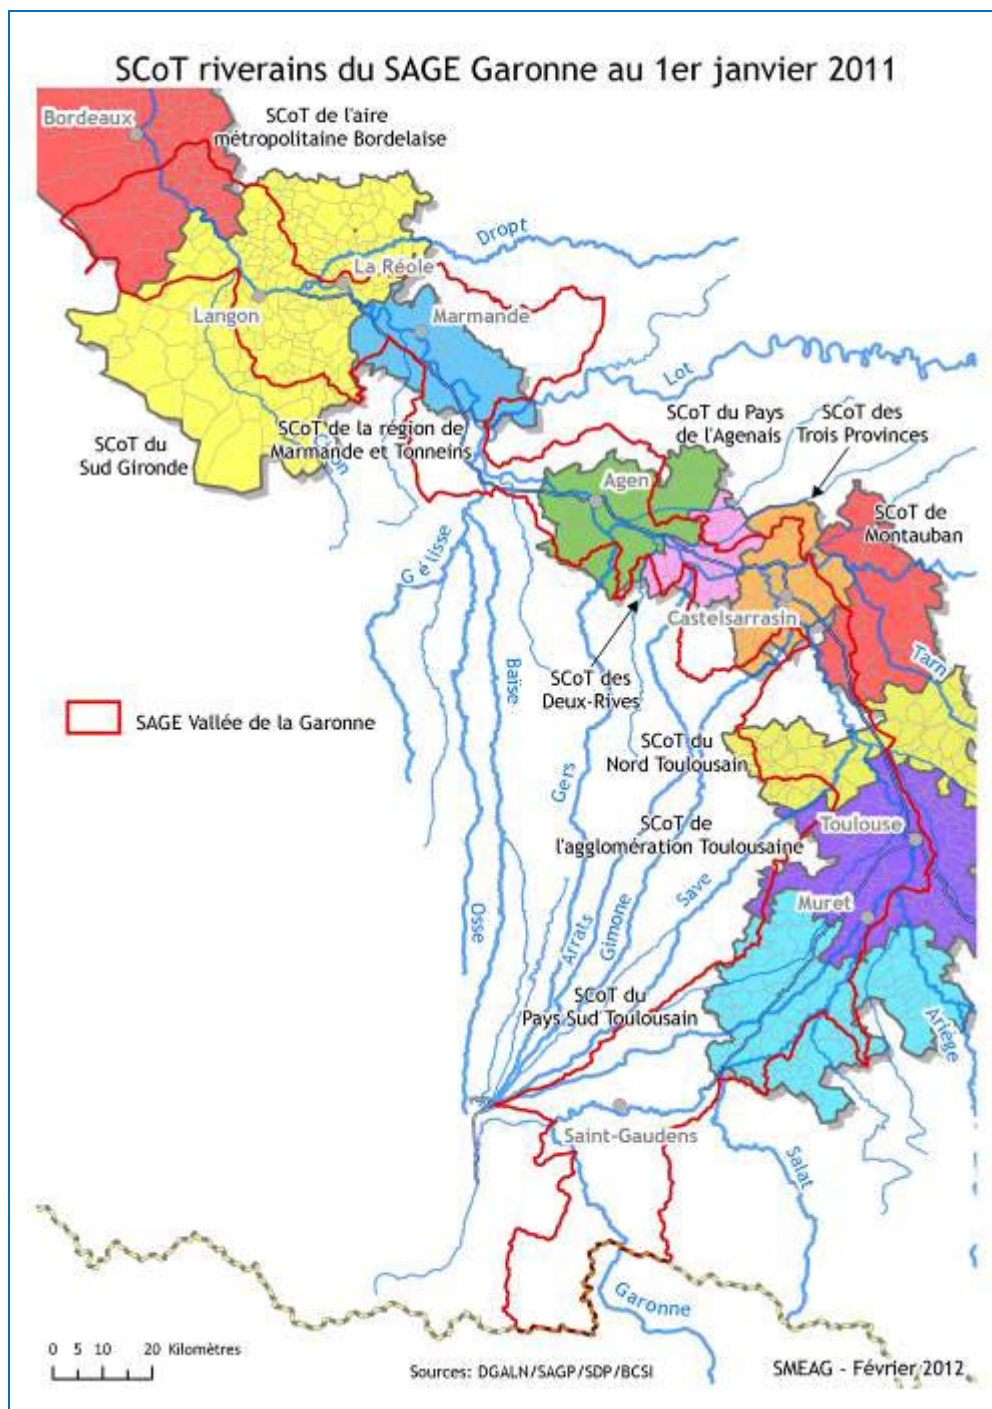 SCoT riverains du SAGE Garonne au 1er janvier 2011
Bordeaux
SCoT de l'aire
métropolitaine Bordelaise
Dropt
La Réole
Langon
Marmande
Lot
SCoT du
Sud Gironde
SCoT de la région de
Marmande et Tonneins
Ciron
SCoT du Pays
de l'Agenais
SCoT des
Trois Provinces
Agen
SCoT de
Montauban
Gélisse
Castelsarrasin
Baïse
SCoT des
Deux-Rives
Tarn
SAGE Vallée de la Garonne
SCoT du
Nord Toulousain
Gers
SCoT de
l'agglomération Toulousaine
Toulouse
Save
Muret
Osse
Arrats
Gimone
SCoT du
Pays Sud Toulousain
Ariège
Saint-Gaudens
Salat
Garonne
0 5 10 20 Kilomètres
Sources: DGALN/SAGP/SDP/BCSI
SMEAG - Février 2012